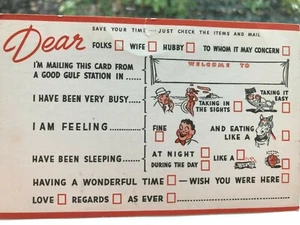 SAVE YOUR TIME — JUST CHECK THE ITEMS AND MAIL
Dear FOLKS WIFE HUBBY TO WHOM IT MAY CONCERN
I'M MAILING THIS CARD FROM
A GOOD GULF STATION IN.....
WELCOME TO
I HAVE BEEN VERY BUSY.... TAKING IN THE SIGHTS TAKING IT EASY
I AM FEELING......... FINE AND EATING LIKE A
HAVE BEEN SLEEPING...... AT NIGHT DURING THE DAY LIKE A
HAVING A WONDERFUL TIME — WISH YOU WERE HERE
LOVE REGARDS AS EVER